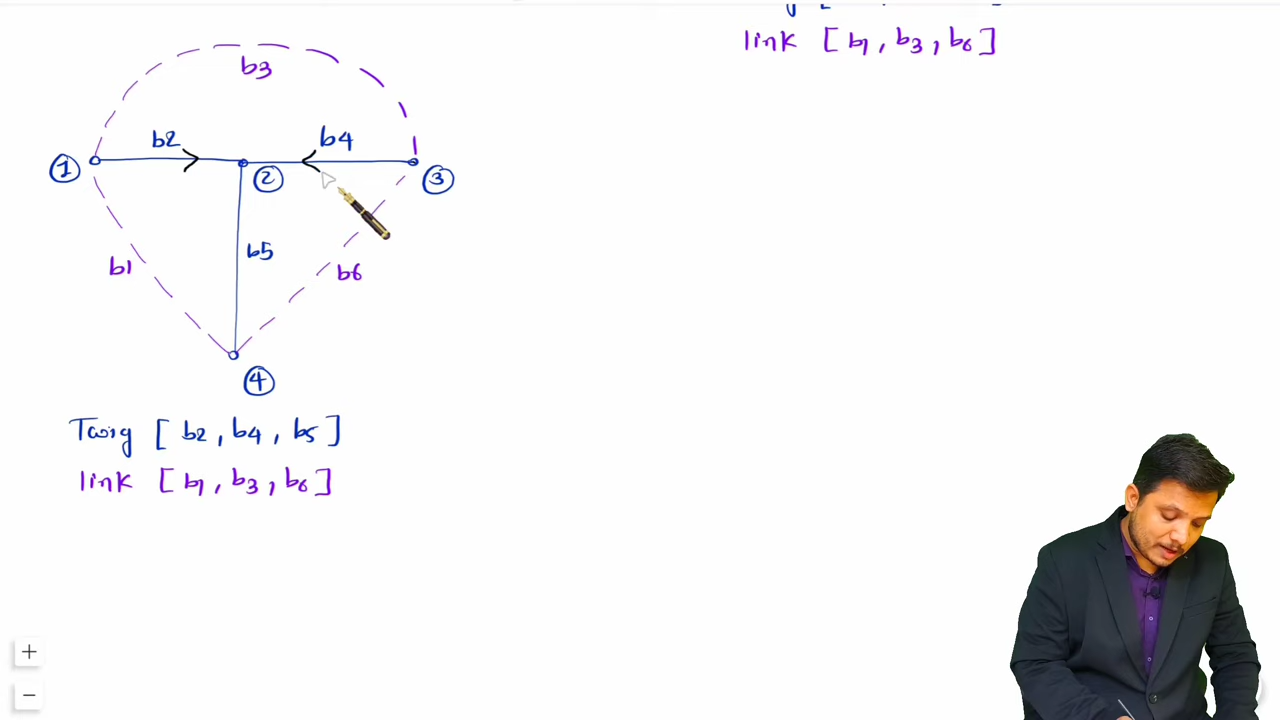 link [b1, b3, b6]
b3
b2
b4
① ② ③
b5
b1
b6
④
Twig [b2, b4, b5]
link [b1, b3, b6]